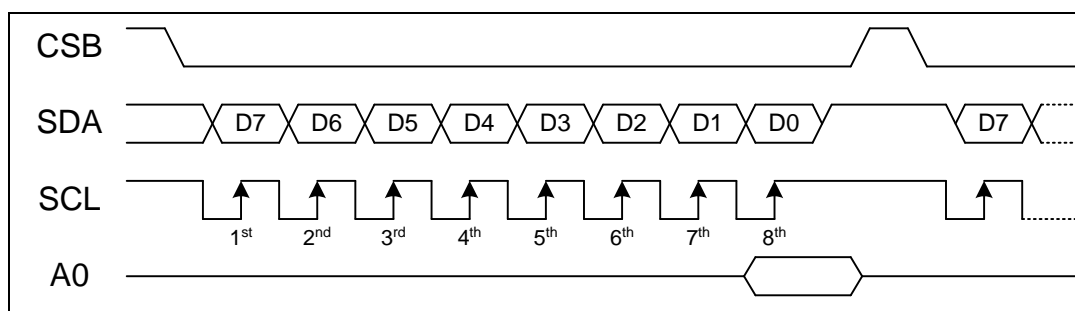 CSB
SDA D7 D6 D5 D4 D3 D2 D1 D0 D7
SCL
1st 2nd 3rd 4th 5th 6th 7th 8th
A0